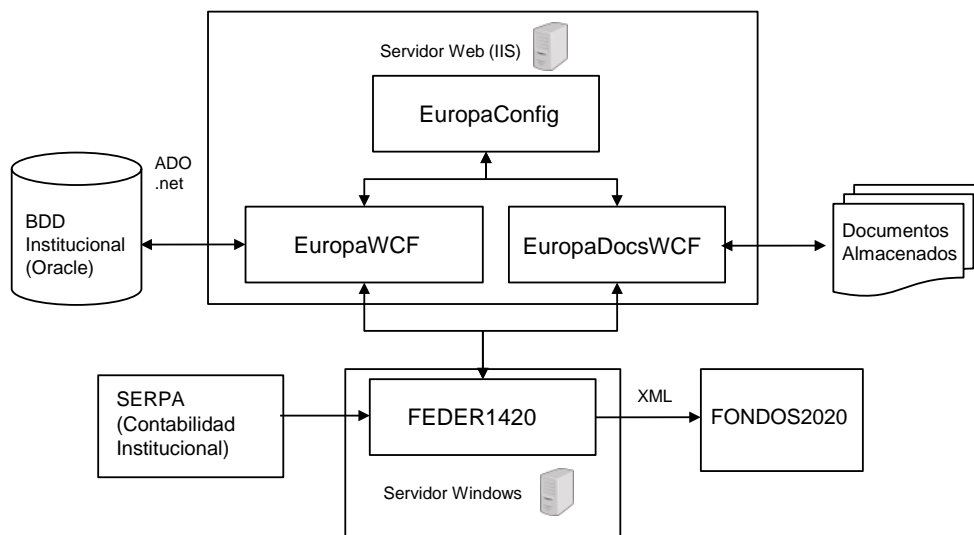 Servidor Web (IIS)
EuropaConfig
ADO
.net
BDD
Institucional
(Oracle)
EuropaWCF
EuropaDocsWCF
Documentos
Almacenados
SERPA
(Contabilidad
Institucional)
FEDER1420
XML
FONDOS2020
Servidor Windows